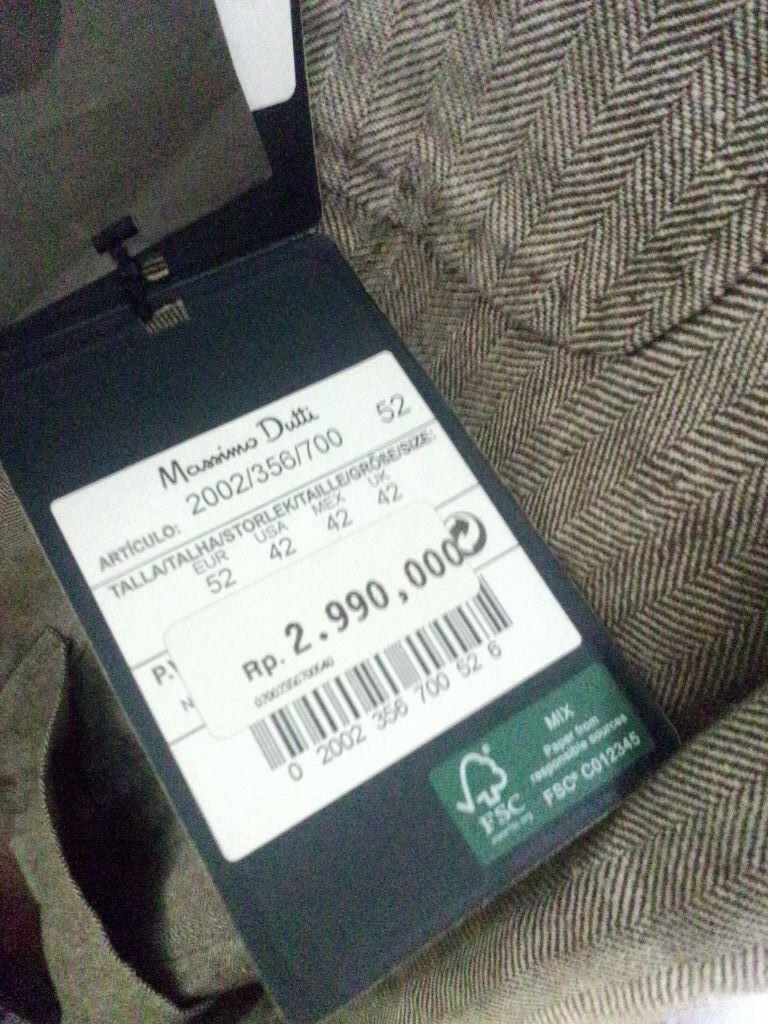 Massimo Dutti
ARTÍCULO: 2002/356/700 52
TALLA/TALHA/STORLEK/TAILLE/GRÖßE/SIZE:
EUR USA MEX UK
52 42 42 42
Rp. 2.990,000
P.V
N
0 2002 356 700 52 6
FSC
MIX
Paper from
responsible sources
FSC® C012345